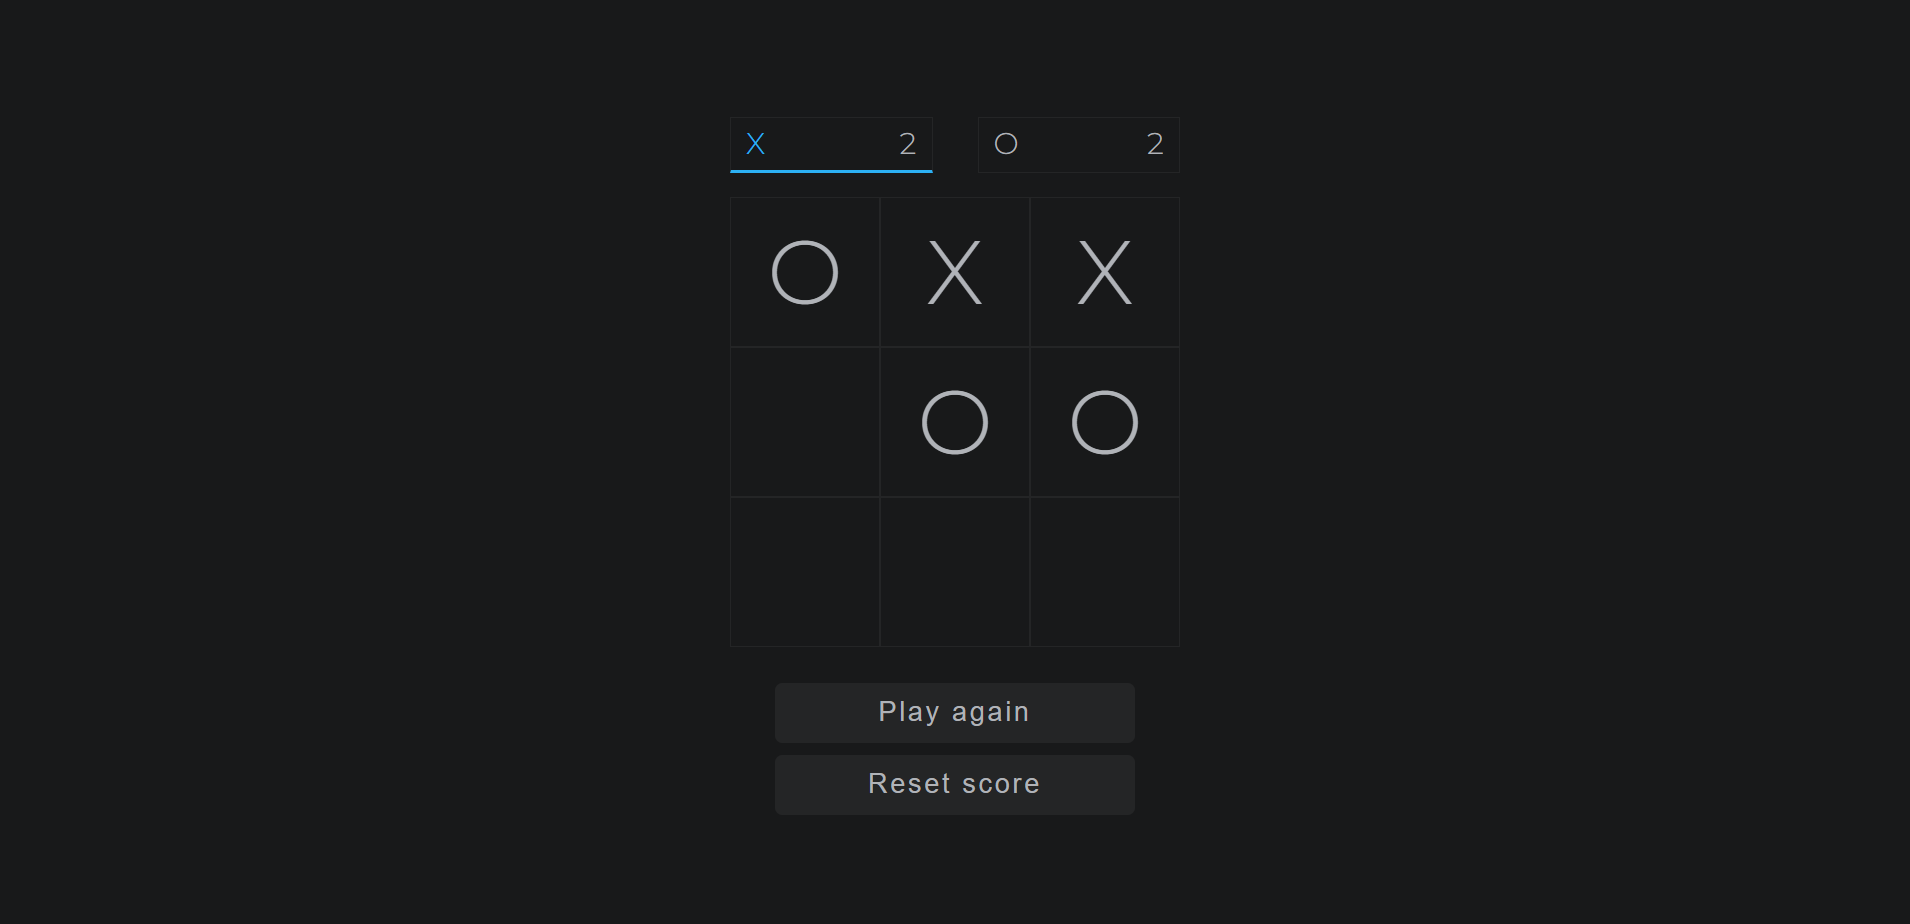 X 2 O 2
O X X
O O
Play again
Reset score